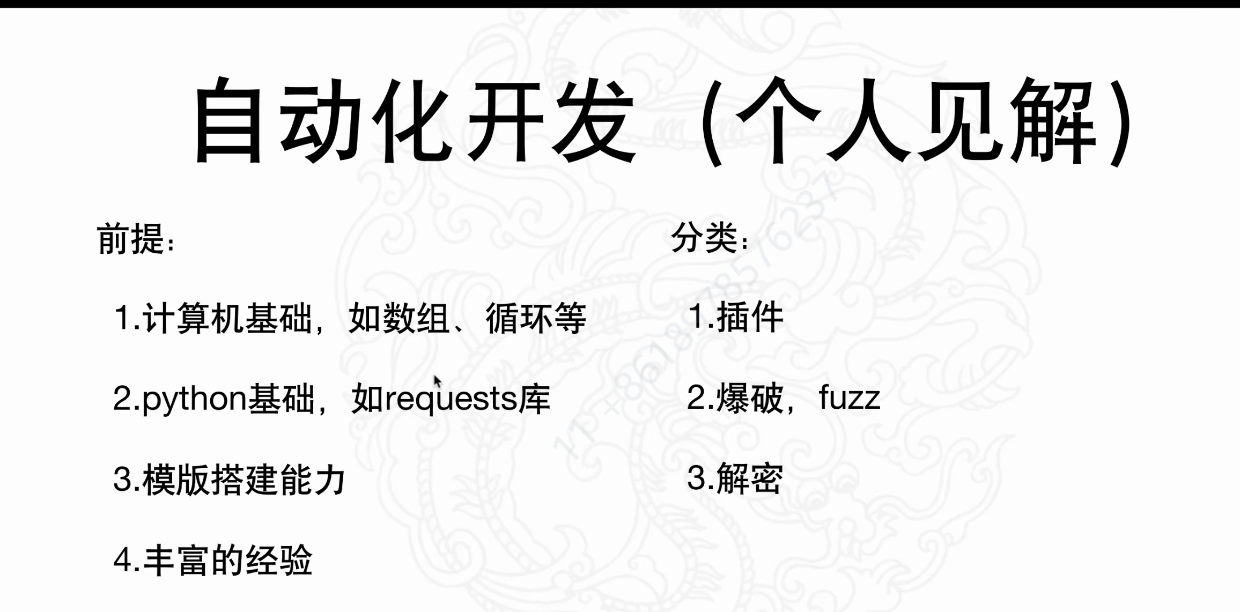 自动化开发（个人见解）
前提：
1.计算机基础，如数组、循环等
2.python基础，如requests库
3.模版搭建能力
4.丰富的经验
分类：
1.插件
2.爆破，fuzz
3.解密